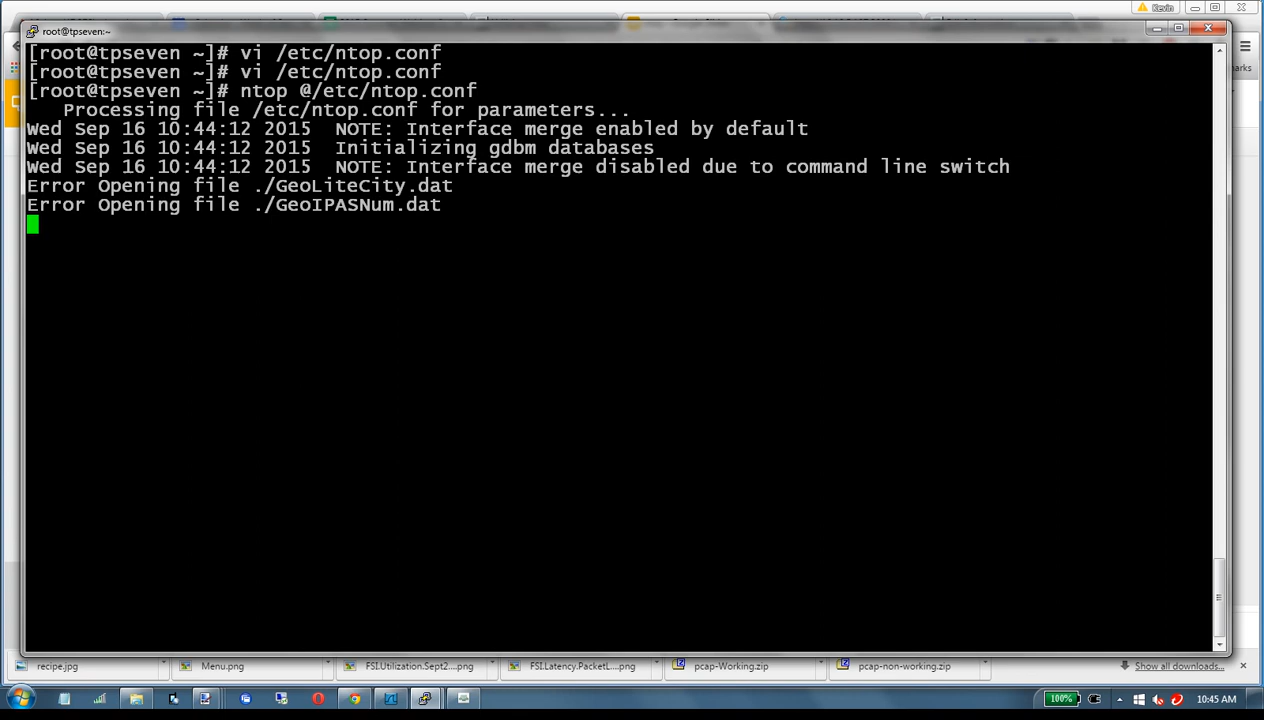 Kevin
root@tpseven:~
[root@tpseven ~]# vi /etc/ntop.conf
[root@tpseven ~]# vi /etc/ntop.conf
[root@tpseven ~]# ntop @/etc/ntop.conf
Processing file /etc/ntop.conf for parameters...
Wed Sep 16 10:44:12 2015 NOTE: Interface merge enabled by default
Wed Sep 16 10:44:12 2015 Initializing gdbm databases
Wed Sep 16 10:44:12 2015 NOTE: Interface merge disabled due to command line switch
Error Opening file ./GeoLiteCity.dat
Error Opening file ./GeoIPASNum.dat
recipe.jpg
Menu.png
FSI.Utilization.Sept2....png
FSI.Latency.PacketL....png
pcap-Working.zip
pcap-non-working.zip
Show all downloads...
100%
10:45 AM